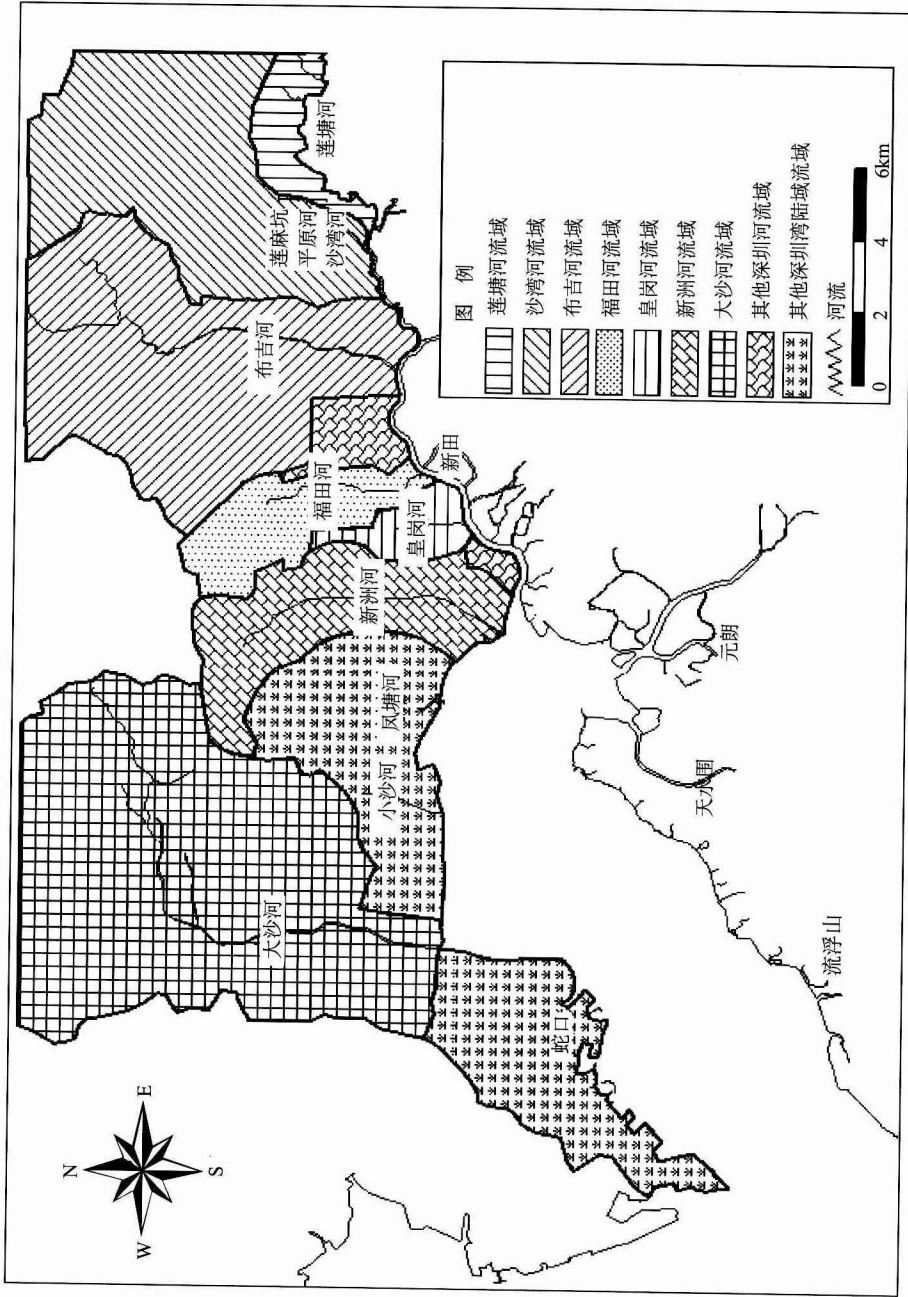 N
W
E
S
莲塘河
莲麻坑
平原河
沙湾河
布吉河
福田河
皇岗河
新洲河
凤塘河
小沙河
大沙河
蛇口
新田
元朗
天水围
流浮山
图 例
莲塘河流域
沙湾河流域
布吉河流域
福田河流域
皇岗河流域
新洲河流域
大沙河流域
其他深圳河流域
其他深圳湾陆域流域
河流
0 2 4 6km